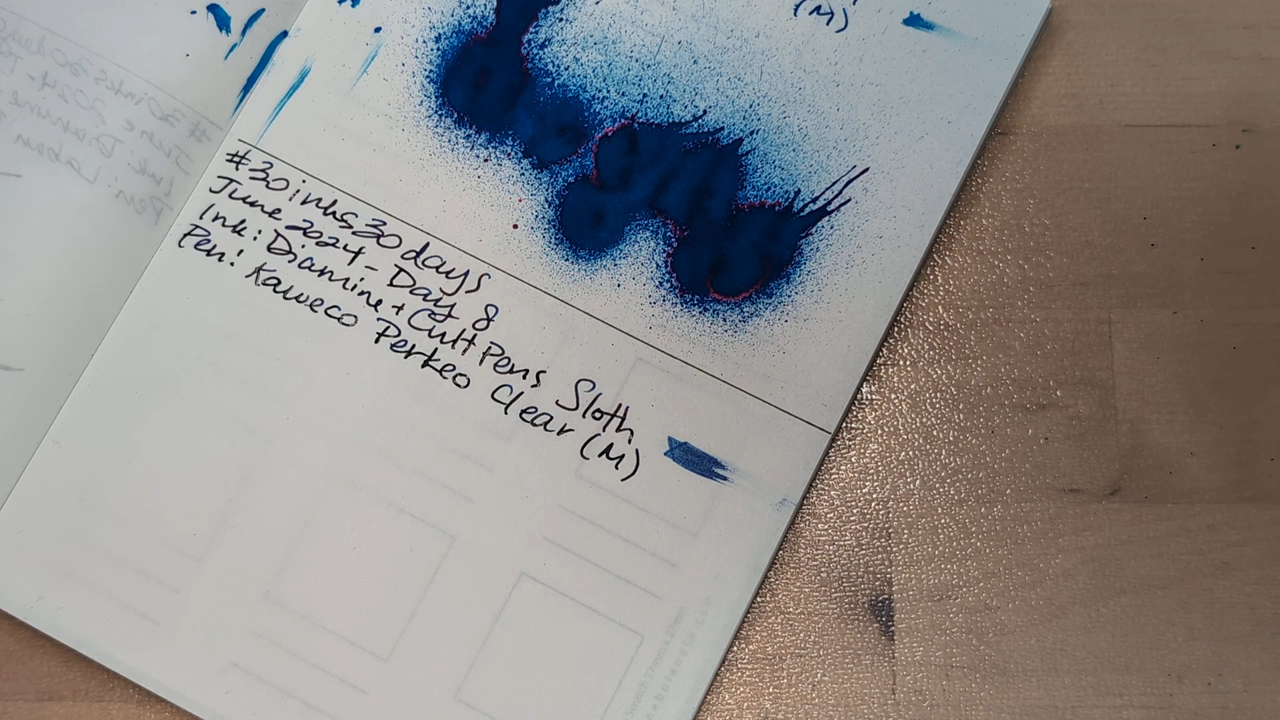 (M)
#30inks30days
June 2024 - Day 8
Ink: Diamine + Cult Pens Sloth
Pen: Kaweco Perkeo Clear (M)